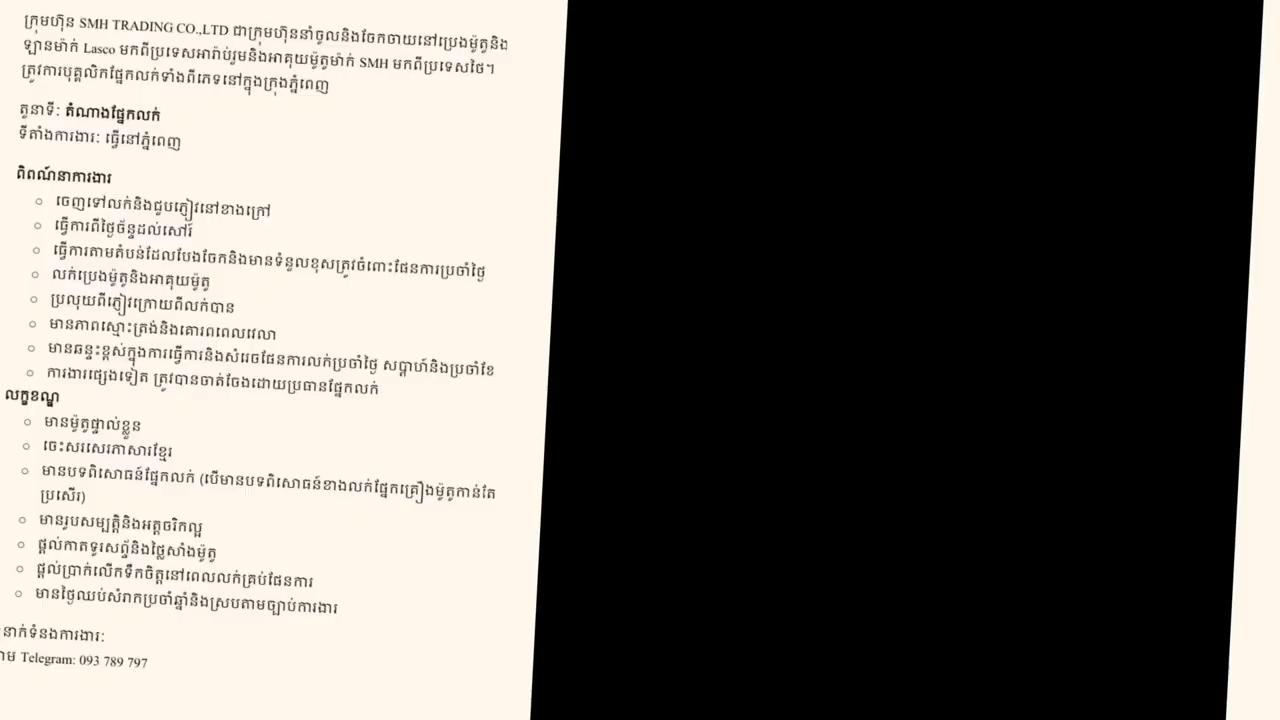 ក្រុមហ៊ុន SMH TRADING CO.,LTD ជាក្រុមហ៊ុននាំចូលនិងចែកចាយនៅប្រេងម៉ូតូនិង
ឡានម៉ាក់ Lasco មកពីប្រទេសអារ៉ាប់រួមនិងអាគុយម៉ូតូម៉ាក់ SMH មកពីប្រទេសថៃ។
ត្រូវការបុគ្គលិកផ្នែកលក់ទាំងពីភេទនៅក្នុងក្រុងភ្នំពេញ
តួនាទី: តំណាងផ្នែកលក់
ទីតាំងការងារ: ធ្វើនៅភ្នំពេញ
ពិពណ៍នាការងារ
○ ចេញទៅលក់និងជួបភ្ញៀវនៅខាងក្រៅ
○ ធ្វើការពីថ្ងៃច័ន្ទដល់សៅរ៍
○ ធ្វើការតាមតំបន់ដែលបែងចែកនិងមានទំនួលខុសត្រូវចំពោះផែនការប្រចាំថ្ងៃ
○ លក់ប្រេងម៉ូតូនិងអាគុយម៉ូតូ
○ ប្រលុយពីភ្ញៀវក្រោយពីលក់បាន
○ មានភាពស្មោះត្រង់និងគោរពពេលវេលា
○ មានឆន្ទះខ្ពស់ក្នុងការធ្វើការនិងសំរេចផែនការលក់ប្រចាំថ្ងៃ សប្ដាហ៍និងប្រចាំខែ
○ ការងារផ្សេងទៀត ត្រូវបានចាត់ចែងដោយប្រធានផ្នែកលក់
លក្ខខណ្ឌ
○ មានម៉ូតូផ្ទាល់ខ្លួន
○ ចេះសរសេរភាសារខ្មែរ
○ មានបទពិសោធន៍ផ្នែកលក់ (បើមានបទពិសោធន៍ខាងលក់ផ្នែកគ្រឿងម៉ូតូកាន់តែ
ប្រសើរ)
○ មានរូបសម្បត្តិនិងអត្តចរិកល្អ
○ ផ្ដល់កាតទូរសព្ទ័និងថ្លៃសាំងម៉ូតូ
○ ផ្ដល់ប្រាក់លើកទឹកចិត្តនៅពេលលក់គ្រប់ផែនការ
○ មានថ្ងៃឈប់សំរាកប្រចាំឆ្នាំនិងស្របតាមច្បាប់ការងារ
នាក់ទំនងការងារ:
ាម Telegram: 093 789 797